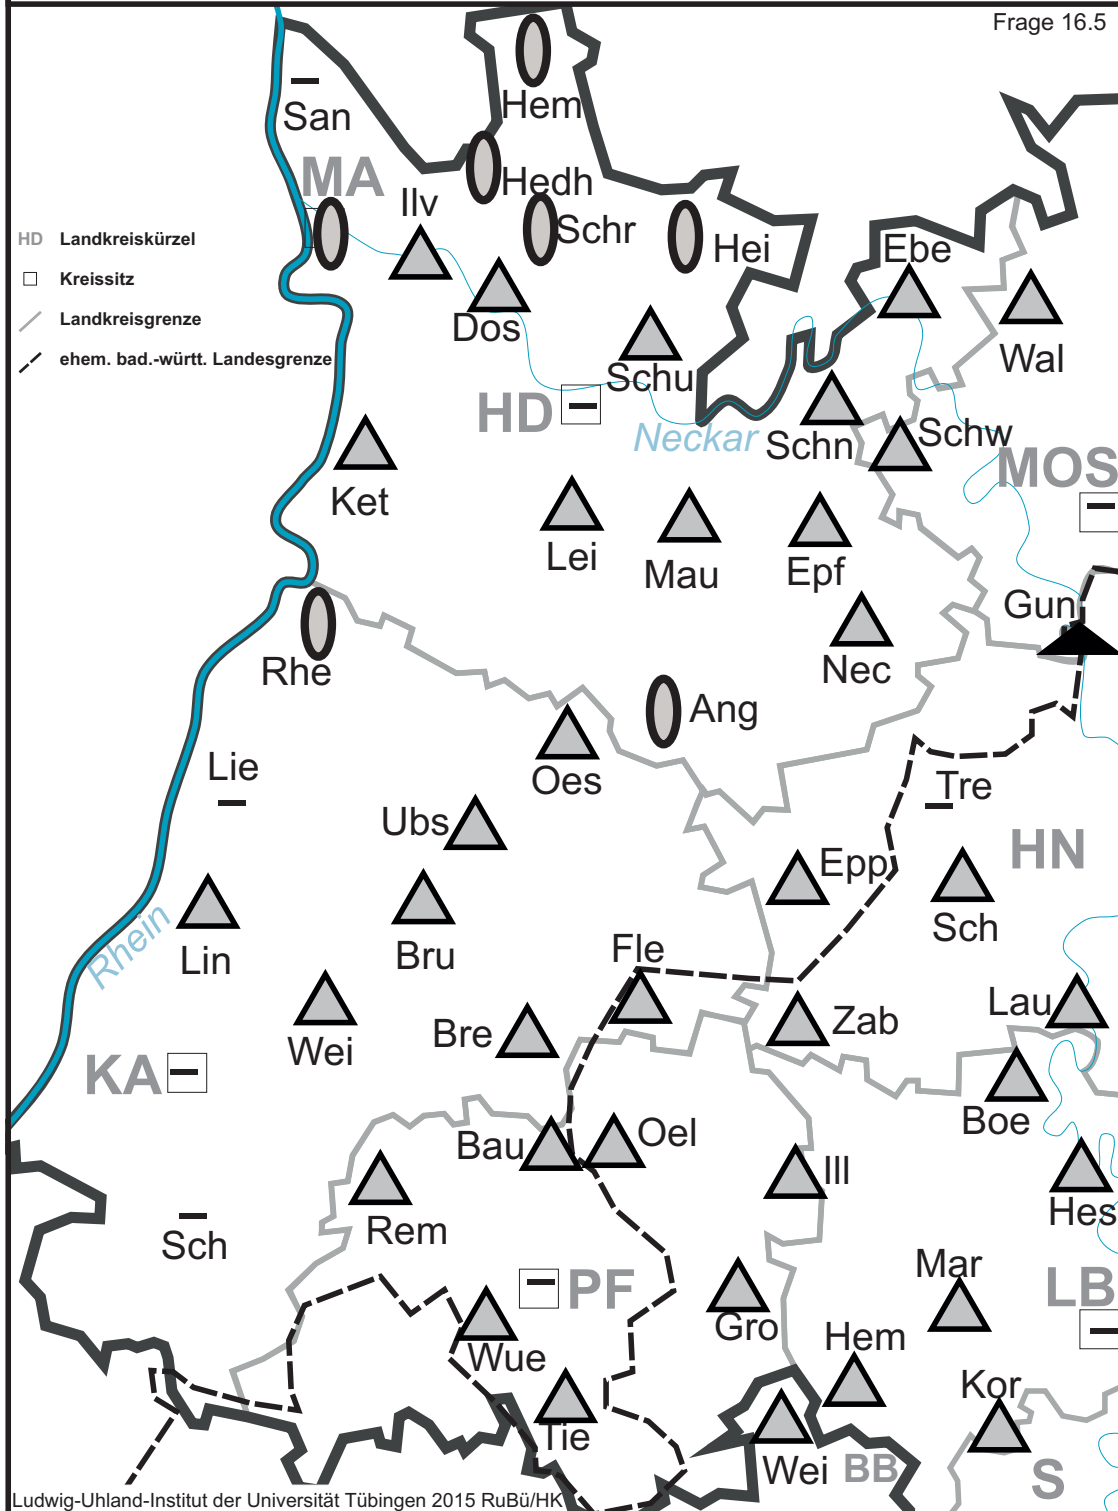 Frage 16.5
San
Hem
MA
Hedh
Ilv
Schr
Hei
Ebe
HD Landkreiskürzel
Kreissitz
Landkreisgrenze
ehem. bad.-württ. Landesgrenze
Dos
Wal
Schu
HD
Neckar
Schn
Schw
MOS
Ket
Lei
Mau
Epf
Gun
Rhe
Nec
Ang
Lie
Oes
Tre
Ubs
Epp
HN
Rhein
Lin
Bru
Sch
Fle
Lau
Wei
Bre
Zab
KA
Boe
Bau
Oel
Ill
Rem
Hes
Sch
Mar
PF
LB
Gro
Hem
Wue
Kor
Tie
Wei
BB
S
Ludwig-Uhland-Institut der Universität Tübingen 2015 RuBü/HK